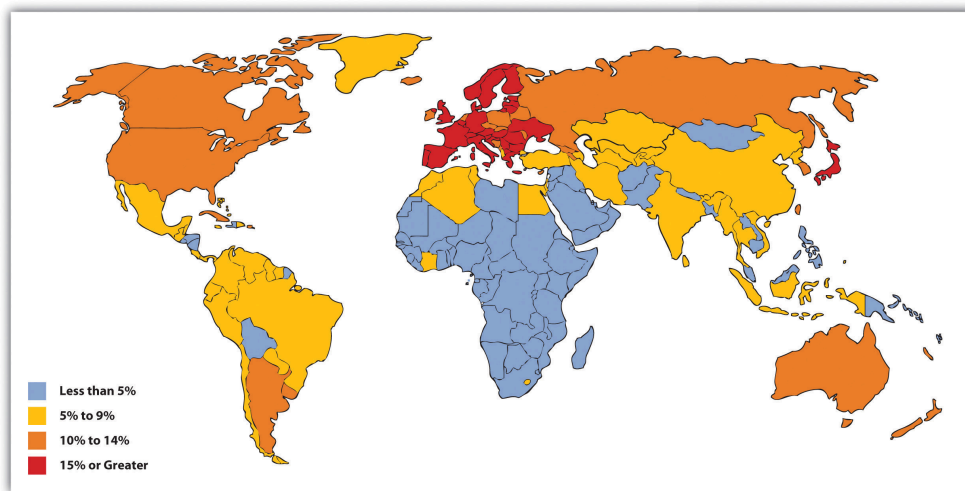 Less than 5%
5% to 9%
10% to 14%
15% or Greater